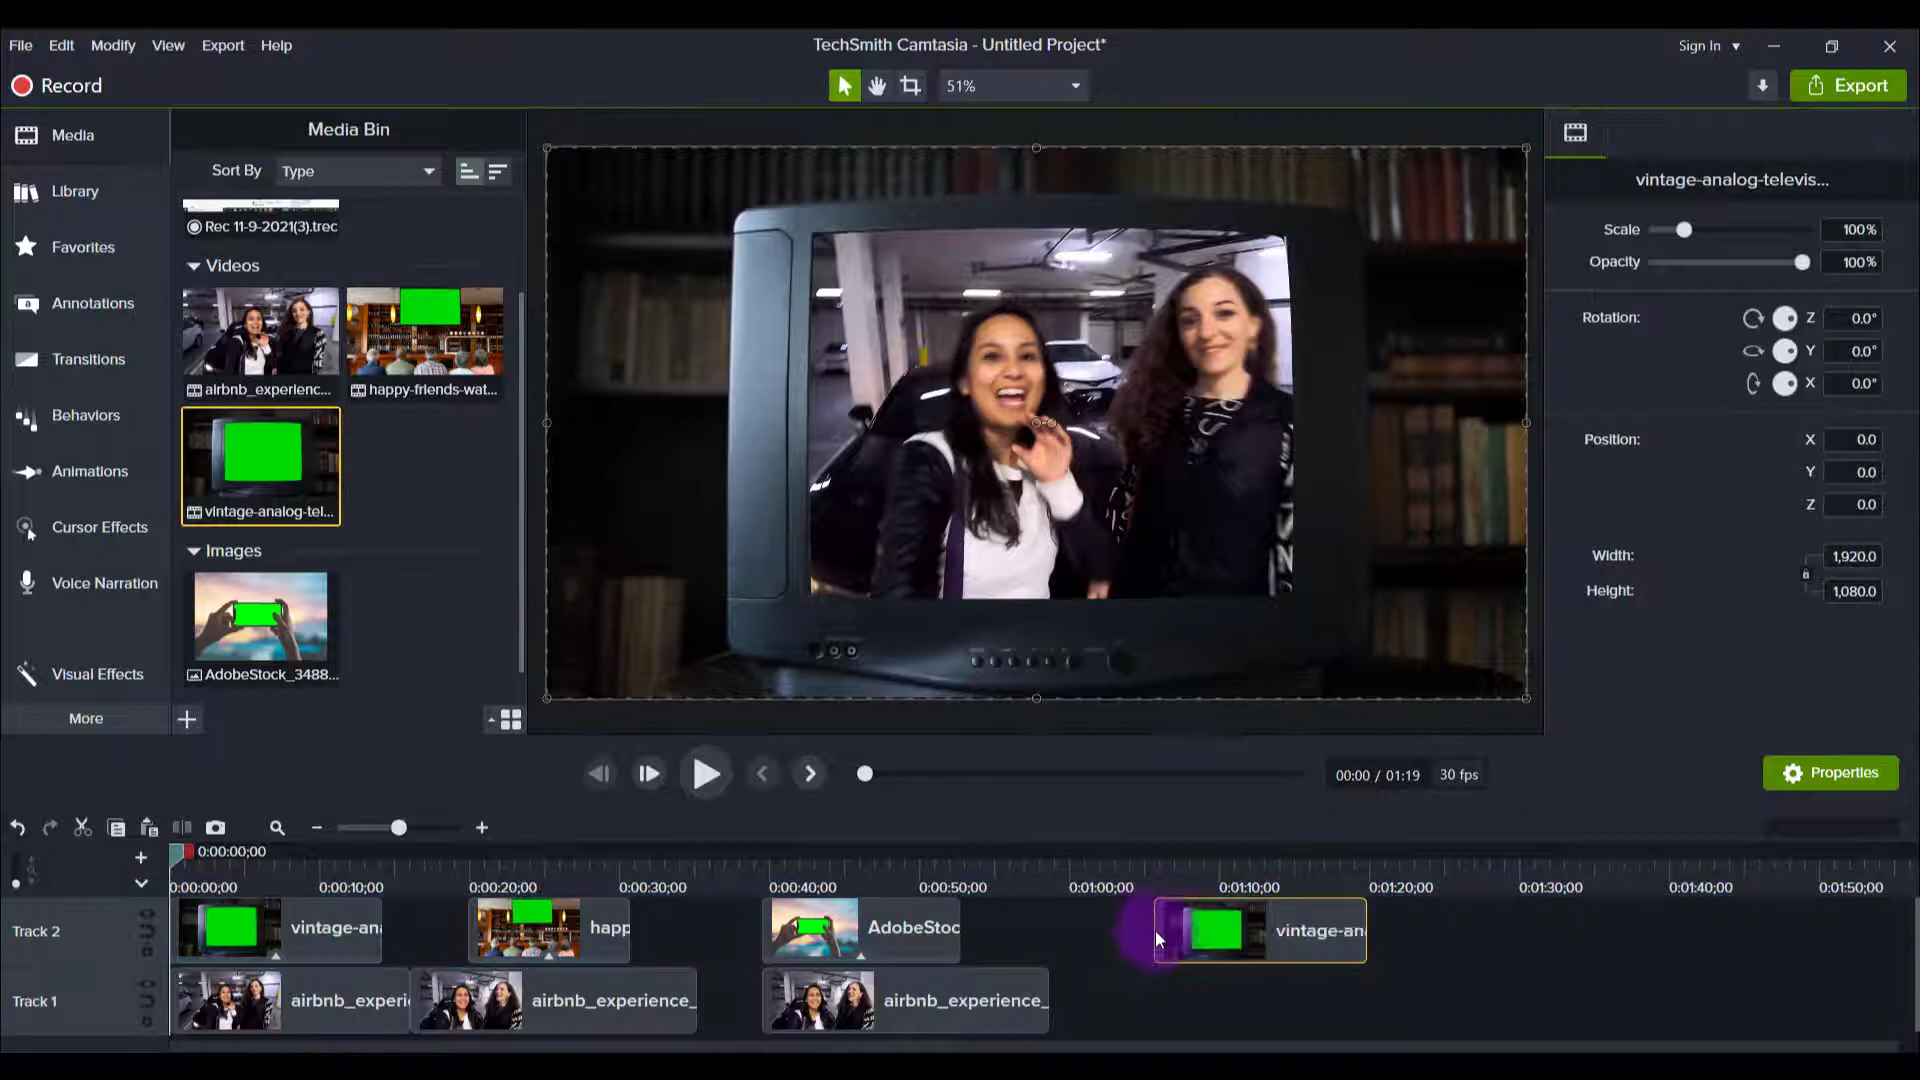 File Edit Modify View Export Help
TechSmith Camtasia - Untitled Project*
Sign In
Record
51%
Export
Media
Library
Favorites
Annotations
Transitions
Behaviors
Animations
Cursor Effects
Voice Narration
Visual Effects
More
Media Bin
Sort By Type
Rec 11-9-2021(3).trec
Videos
airbnb_experienc...
happy-friends-wat...
vintage-analog-tel...
Images
AdobeStock_3488...
vintage-analog-televis...
Scale 100%
Opacity 100%
Rotation: Z 0.0°
Y 0.0°
X 0.0°
Position: X 0.0
Y 0.0
Z 0.0
Width: 1,920.0
Height: 1,080.0
00:00 / 01:19 30 fps
Properties
0:00:00;00
0:00:00;00 0:00:10;00 0:00:20;00 0:00:30;00 0:00:40;00 0:00:50;00 0:01:00;00 0:01:10;00 0:01:20;00 0:01:30;00 0:01:40;00 0:01:50;00
Track 2 vintage-an happ AdobeStoc vintage-an
Track 1 airbnb_experi airbnb_experience_ airbnb_experience_